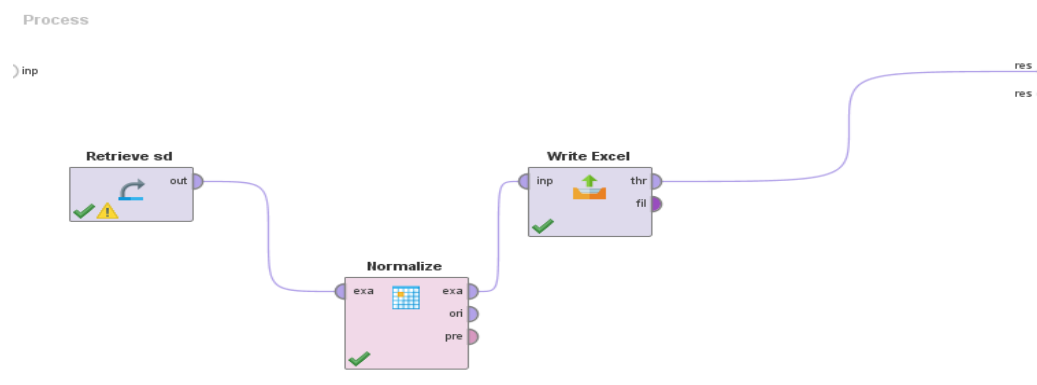 Process
inp
res
res
Retrieve sd
out
Write Excel
inp
thr
fil
Normalize
exa
exa
ori
pre